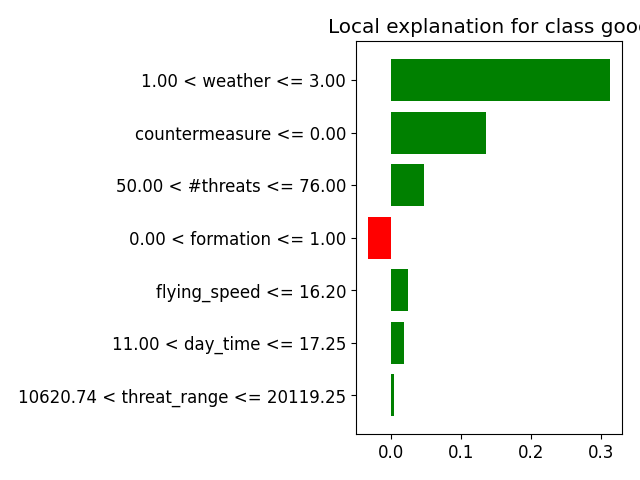 Local explanation for class goo
1.00 < weather <= 3.00
countermeasure <= 0.00
50.00 < #threats <= 76.00
0.00 < formation <= 1.00
flying_speed <= 16.20
11.00 < day_time <= 17.25
10620.74 < threat_range <= 20119.25
0.0 0.1 0.2 0.3